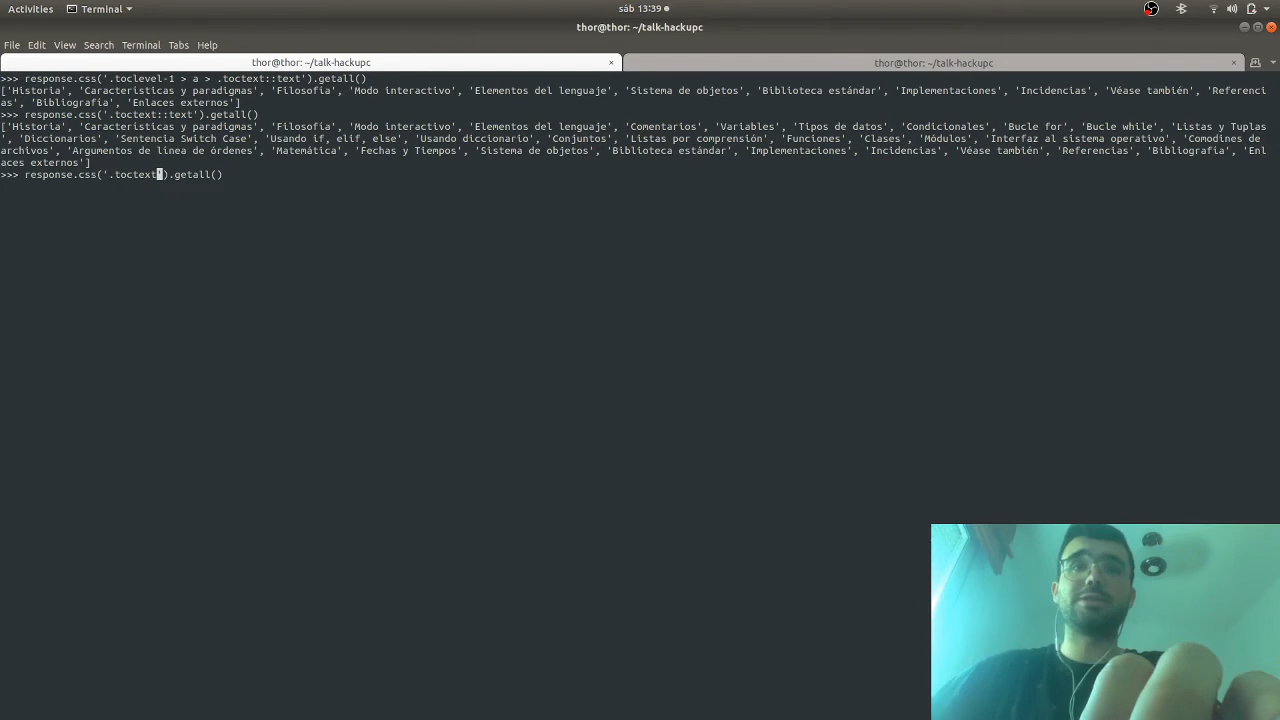 Activities Terminal sáb 13:39
thor@thor: ~/talk-hackupc
File Edit View Search Terminal Tabs Help
thor@thor: ~/talk-hackupc × thor@thor: ~/talk-hackupc ×
>>> response.css('.toclevel-1 > a > .toctext::text').getall()
['Historia', 'Características y paradigmas', 'Filosofía', 'Modo interactivo', 'Elementos del lenguaje', 'Sistema de objetos', 'Biblioteca estándar', 'Implementaciones', 'Incidencias', 'Véase también', 'Referenci
as', 'Bibliografía', 'Enlaces externos']
>>> response.css('.toctext::text').getall()
['Historia', 'Características y paradigmas', 'Filosofía', 'Modo interactivo', 'Elementos del lenguaje', 'Comentarios', 'Variables', 'Tipos de datos', 'Condicionales', 'Bucle for', 'Bucle while', 'Listas y Tuplas
', 'Diccionarios', 'Sentencia Switch Case', 'Usando if, elif, else', 'Usando diccionario', 'Conjuntos', 'Listas por comprensión', 'Funciones', 'Clases', 'Módulos', 'Interfaz al sistema operativo', 'Comodines de
archivos', 'Argumentos de línea de órdenes', 'Matemática', 'Fechas y Tiempos', 'Sistema de objetos', 'Biblioteca estándar', 'Implementaciones', 'Incidencias', 'Véase también', 'Referencias', 'Bibliografía', 'Enl
aces externos']
>>> response.css('.toctext').getall()